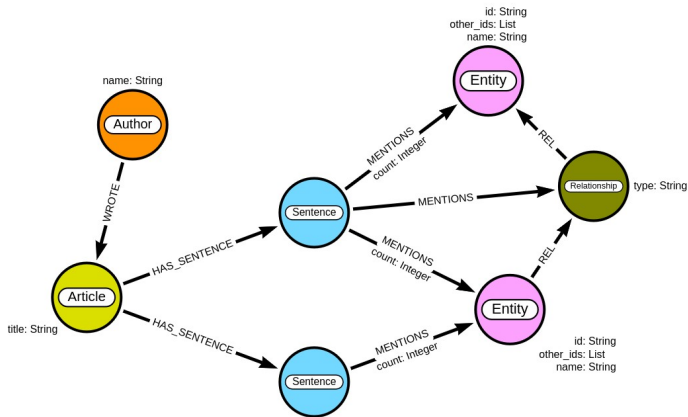 id: String
other_ids: List
name: String
Entity
name: String
Author
MENTIONS
count: Integer
REL
WROTE
Sentence
MENTIONS
Relationship
type: String
HAS_SENTENCE
MENTIONS
count: Integer
REL
Article
title: String
Entity
HAS_SENTENCE
MENTIONS
count: Integer
Sentence
id: String
other_ids: List
name: String